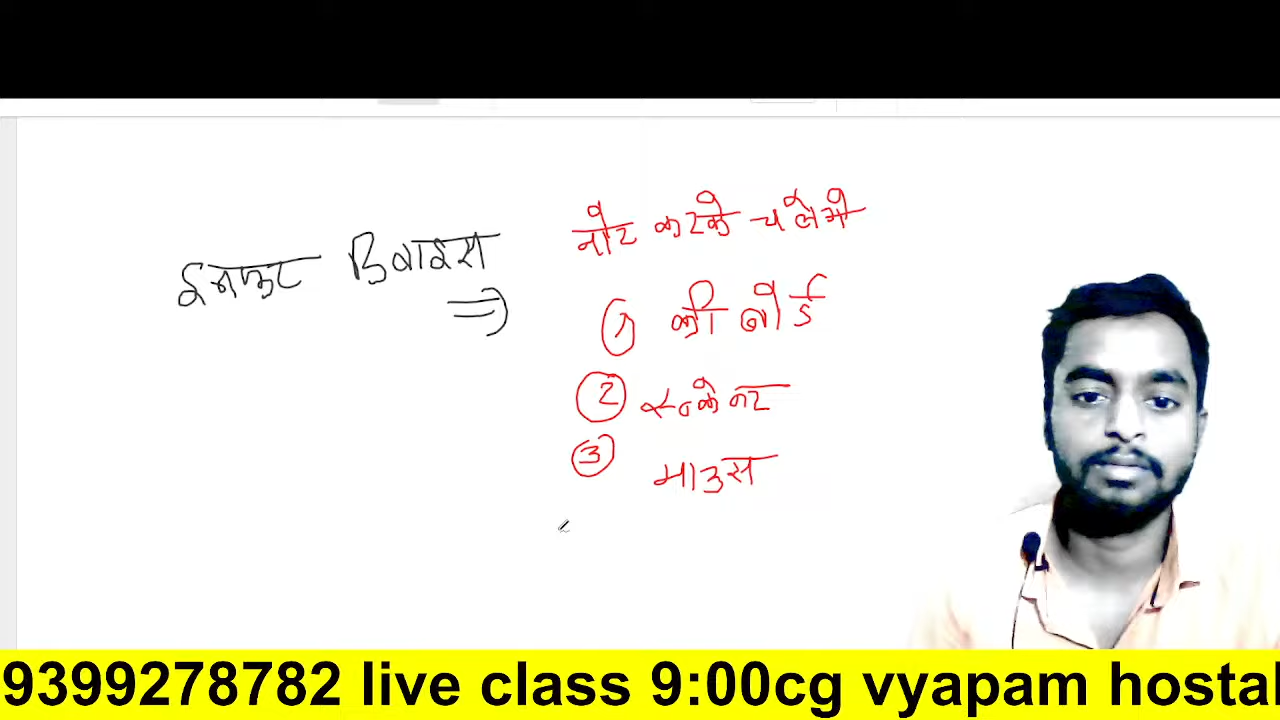 नोट करके चलेगे
इनपुट डिवाइस
⇒
① की बोर्ड
② स्केनर
③ माउस
9399278782 live class 9:00cg vyapam hostal